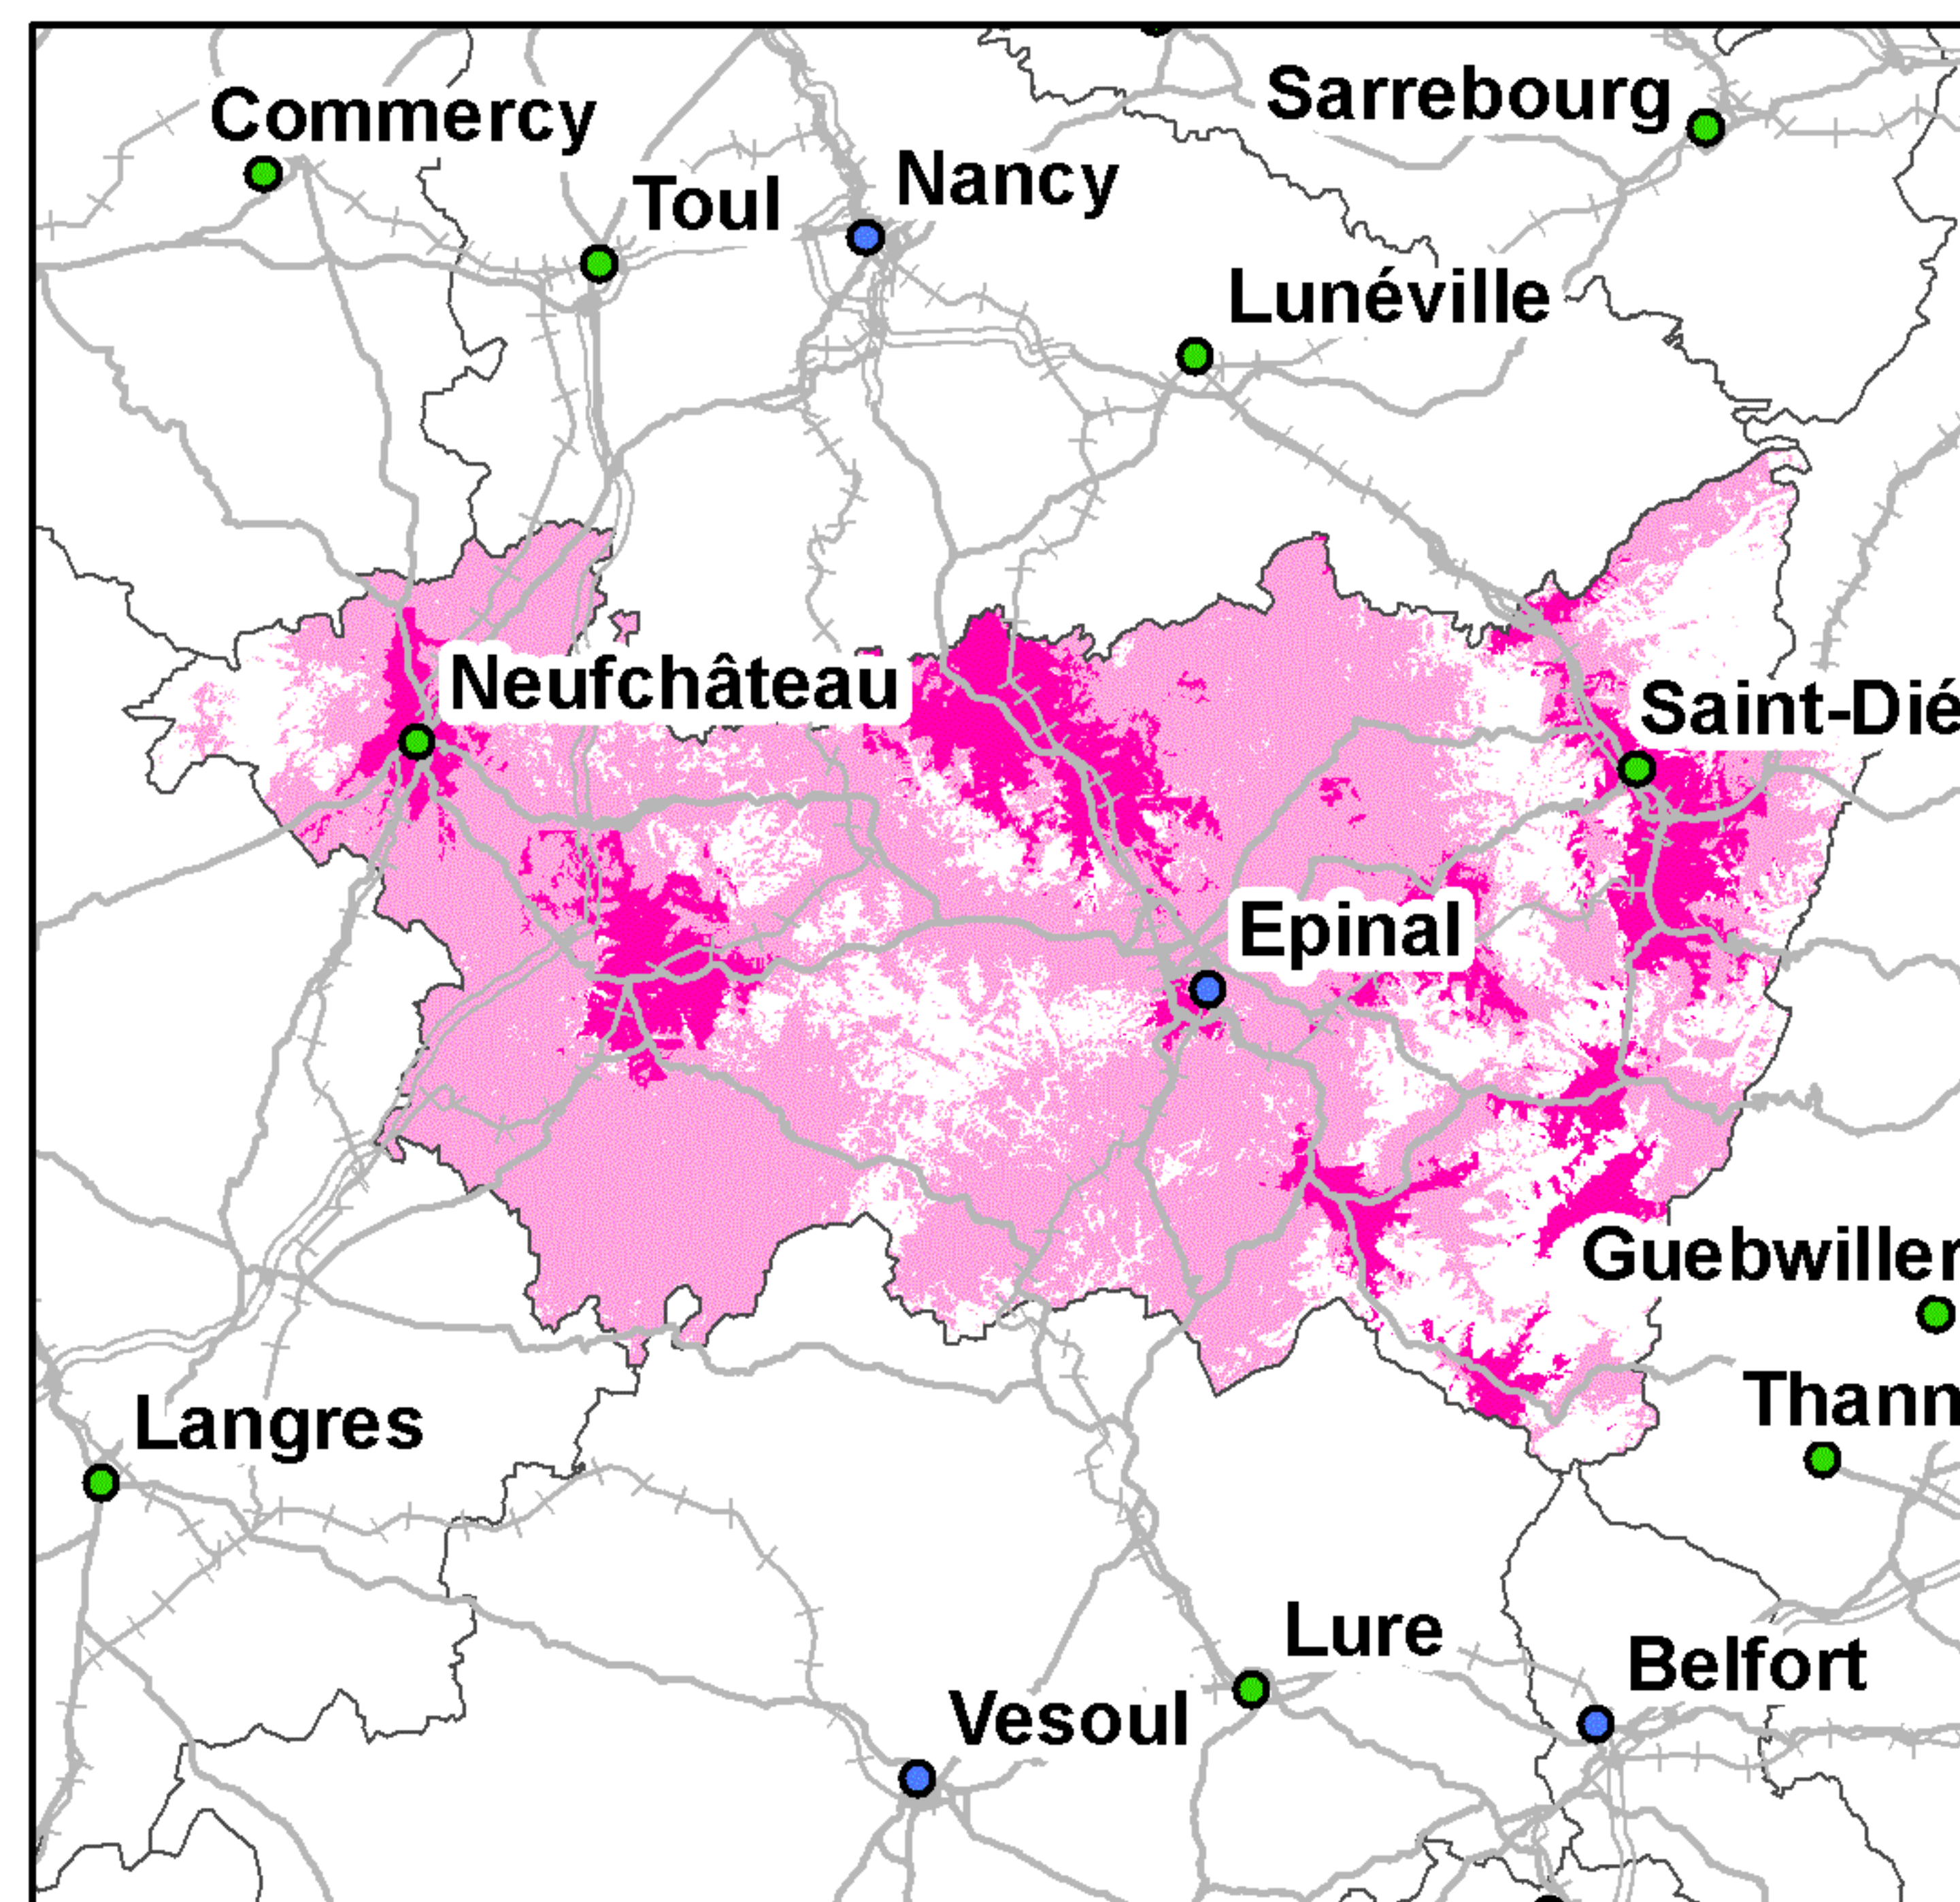 Sarrebourg
Commercy
Nancy
Toul
Lunéville
Neufchâteau
Saint-Dié
Epinal
Guebwiller
Thann
Langres
Lure
Belfort
Vesoul